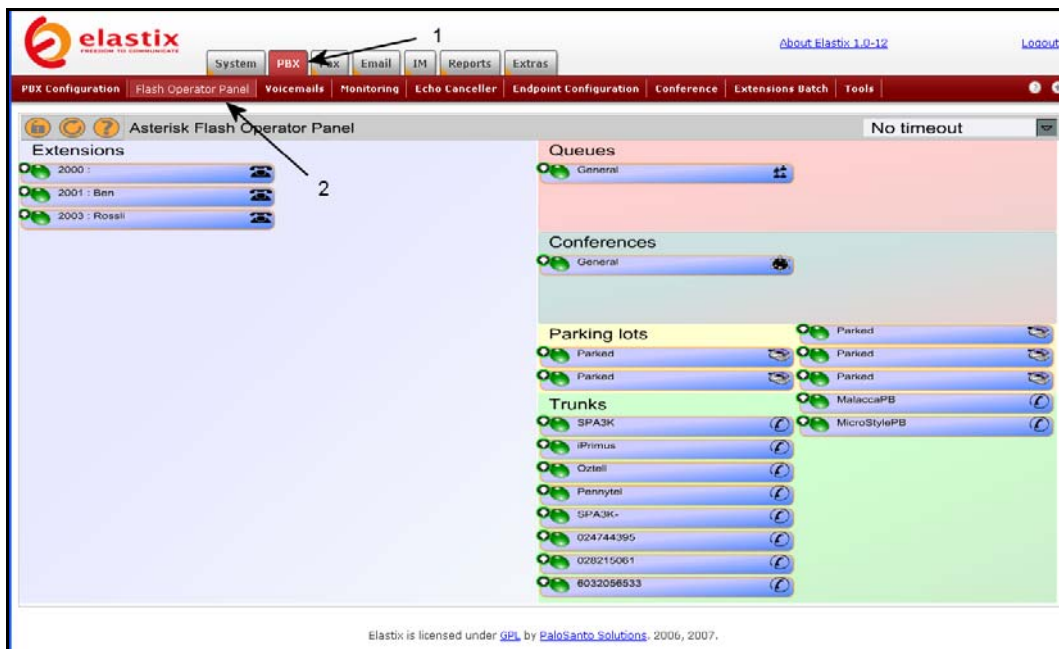 elastix
FREEDOM TO COMMUNICATE
1
About Elastix 1.0-12
Logout
System PBX Fax Email IM Reports Extras
PBX Configuration Flash Operator Panel Voicemails Monitoring Echo Canceller Endpoint Configuration Conference Extensions Batch Tools
Asterisk Flash Operator Panel
No timeout
Extensions
2000 :
2001 : Ben
2003 : Rossli
2
Queues
General
Conferences
General
Parking lots
Parked
Parked
Parked
Parked
Parked
Trunks
SPA3K
iPrimus
Oztell
Pennytel
SPA3K-
024744395
028215061
6032056533
MalaccaPB
MicroStylePB
Elastix is licensed under GPL by PaloSanto Solutions. 2006, 2007.